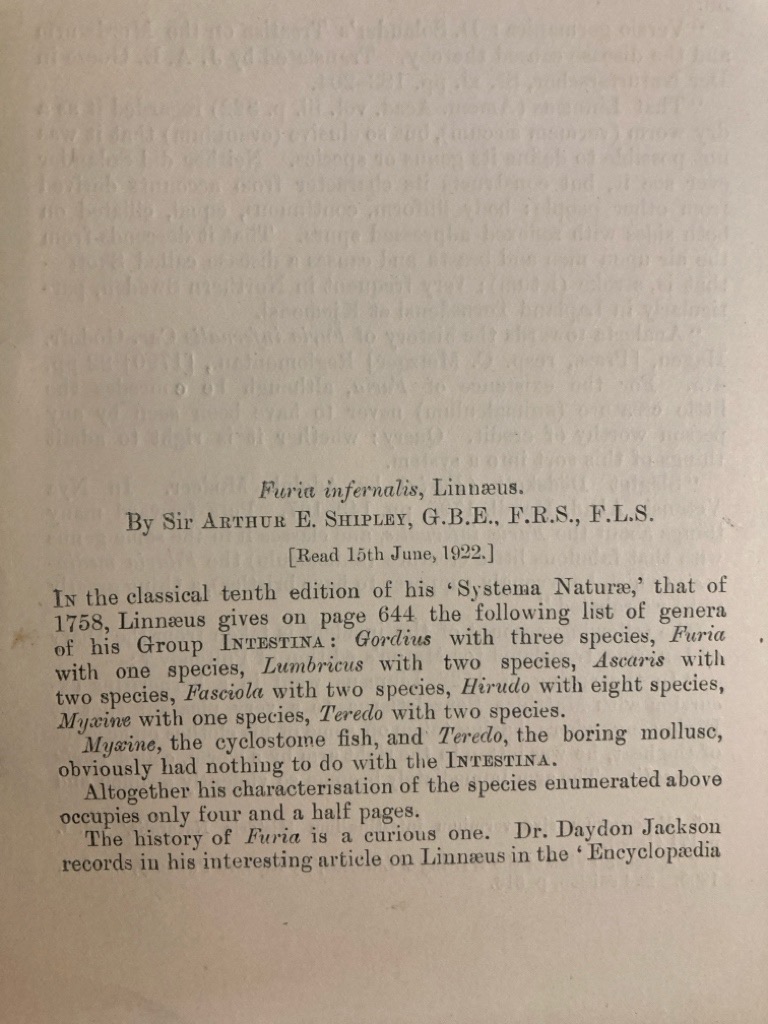 Furia infernalis, Linnæus.
By Sir ARTHUR E. SHIPLEY, G.B.E., F.R.S., F.L.S.
[Read 15th June, 1922.]
IN the classical tenth edition of his ‘Systema Naturæ,’ that of
1758, Linnæus gives on page 644 the following list of genera
of his Group INTESTINA: Gordius with three species, Furia
with one species, Lumbricus with two species, Ascaris with
two species, Fasciola with two species, Hirudo with eight species,
Myxine with one species, Teredo with two species.
Myxine, the cyclostome fish, and Teredo, the boring mollusc,
obviously had nothing to do with the INTESTINA.
Altogether his characterisation of the species enumerated above
occupies only four and a half pages.
The history of Furia is a curious one. Dr. Daydon Jackson
records in his interesting article on Linnæus in the ‘Encyclopædia